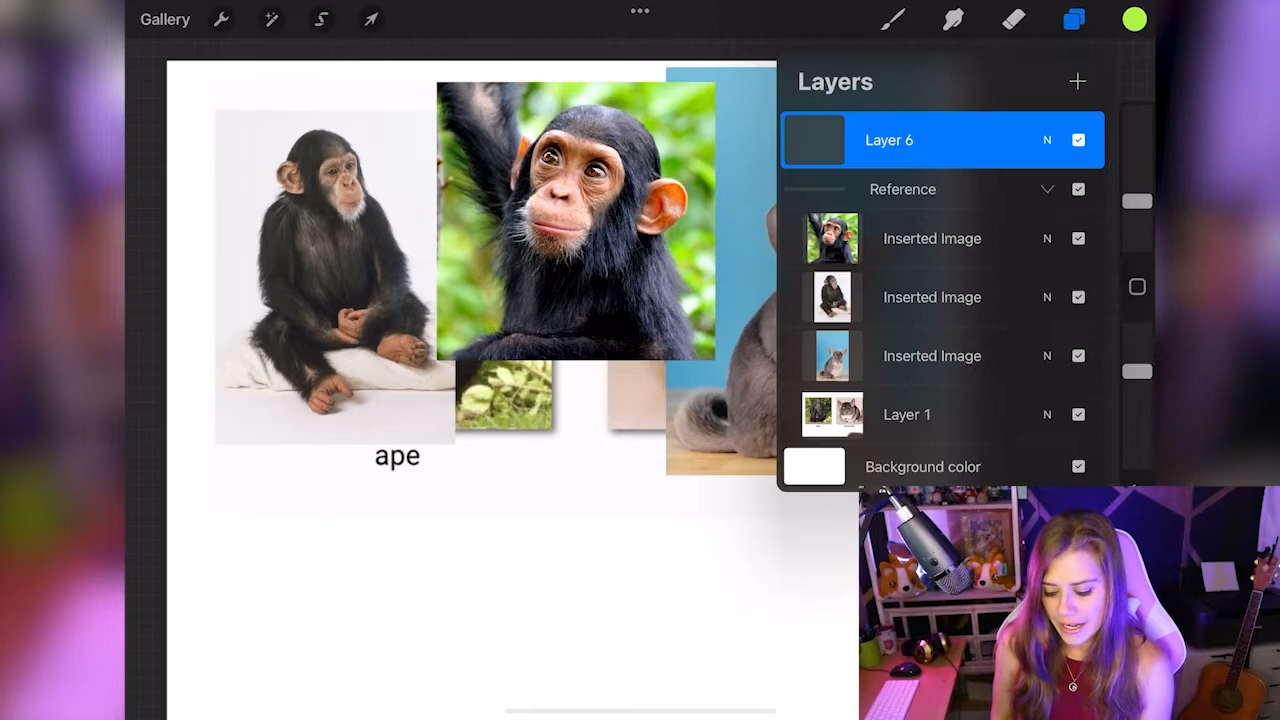 Gallery
Layers
Layer 6
N
Reference
Inserted Image
N
Inserted Image
N
Inserted Image
N
Layer 1
N
Background color
ape